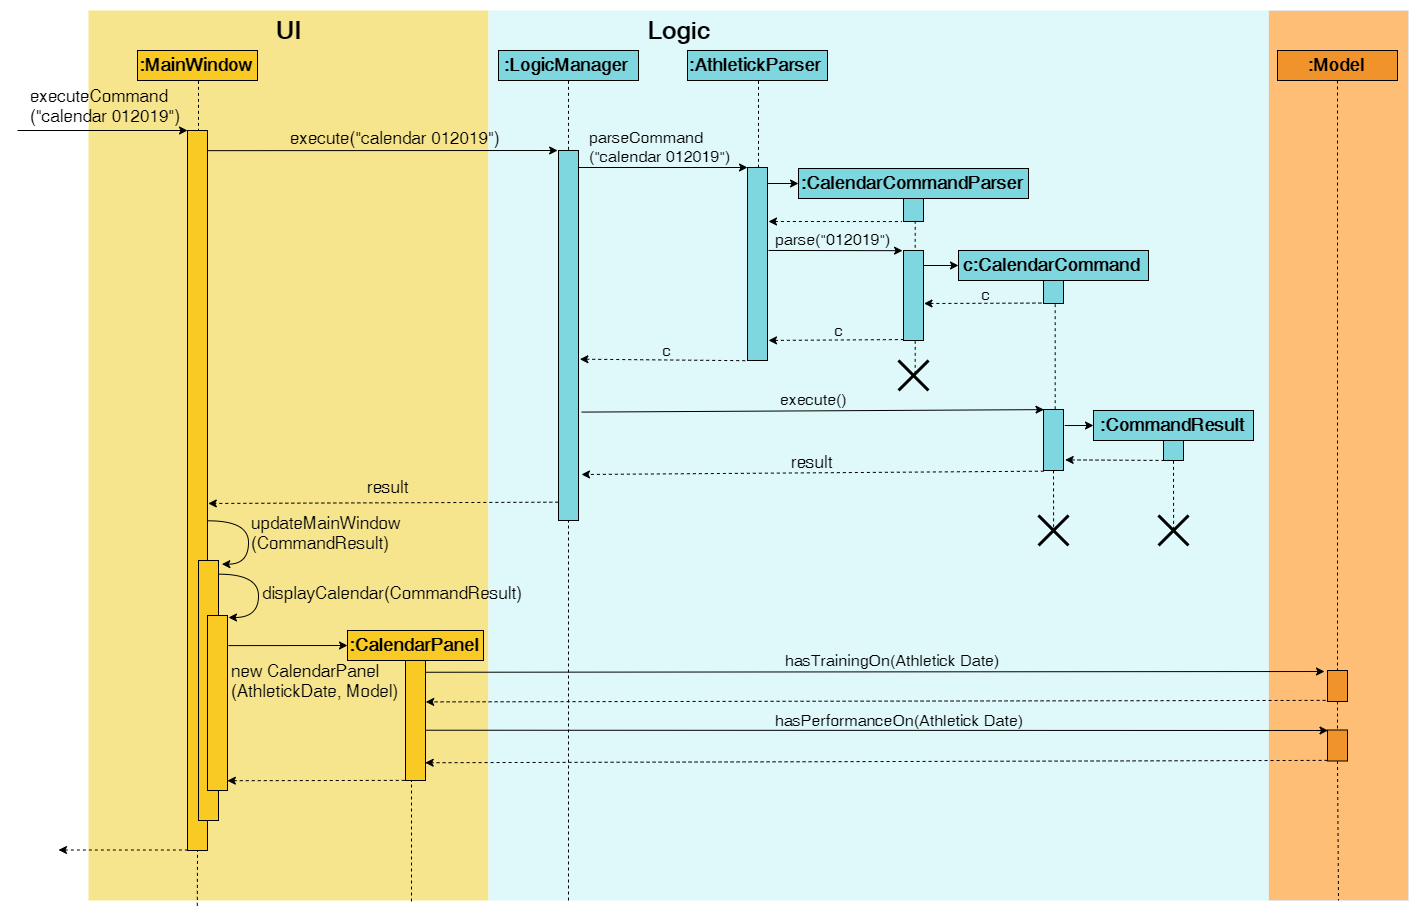 UI
Logic
:MainWindow
:LogicManager
:AthletickParser
:Model
executeCommand
("calendar 012019")
execute("calendar 012019")
parseCommand
("calendar 012019")
:CalendarCommandParser
parse("012019")
c:CalendarCommand
c
c
c
execute()
:CommandResult
result
result
updateMainWindow
(CommandResult)
displayCalendar(CommandResult)
:CalendarPanel
new CalendarPanel
(AthletickDate, Model)
hasTrainingOn(Athletick Date)
hasPerformanceOn(Athletick Date)